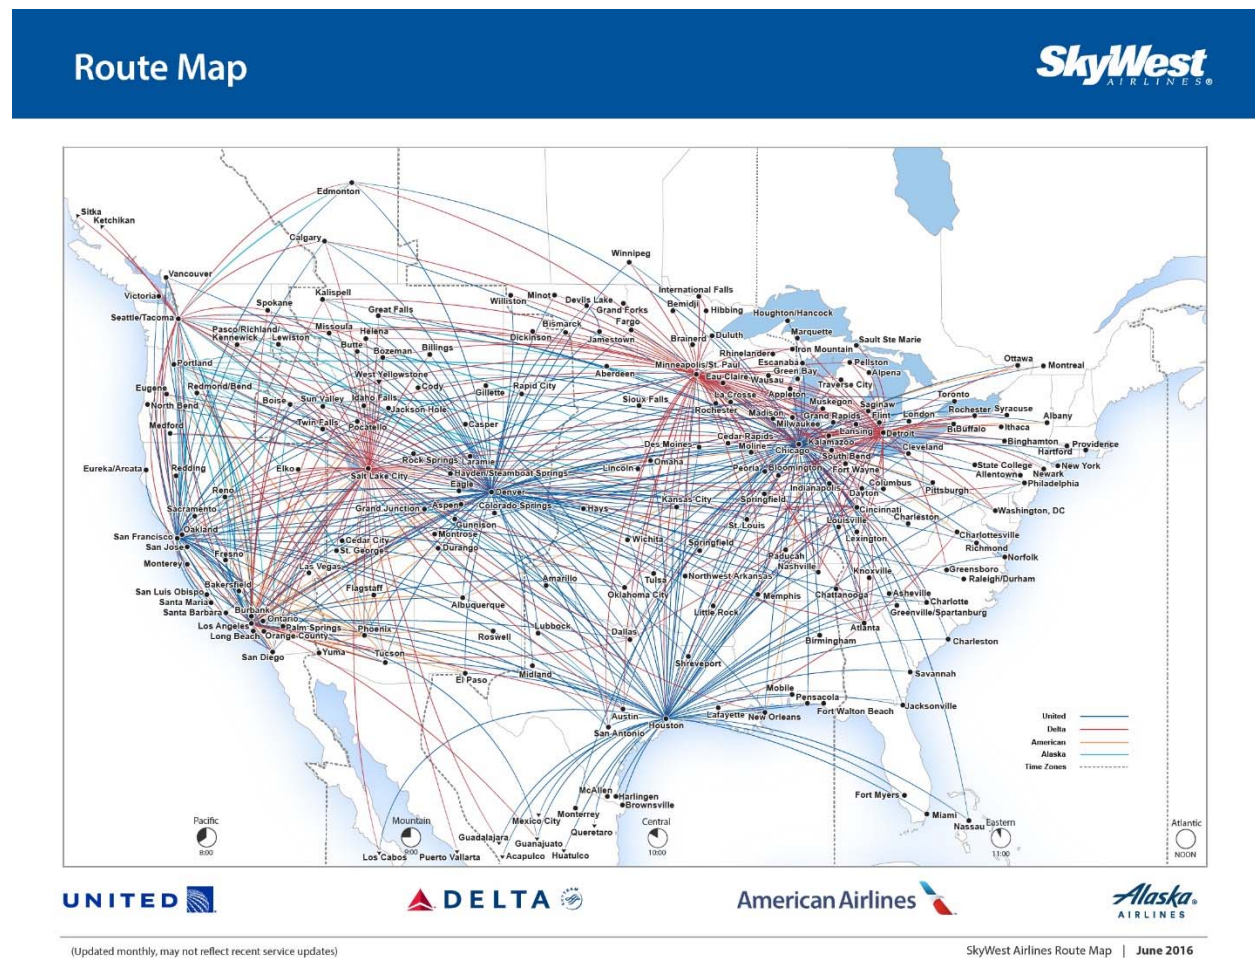 Route Map
SkyWest
AIRLINES®
Edmonton
Sitka
Ketchikan
Calgary
Winnipeg
Vancouver
Victoria
Seattle/Tacoma
Spokane
Kalispell
Great Falls
Williston
Minot
Devils Lake
Grand Forks
International Falls
Bemidji
Hibbing
Houghton/Hancock
Pasco/Richland/
Kennewick
Lewiston
Missoula
Helena
Butte
Bozeman
Billings
Dickinson
Bismarck
Jamestown
Fargo
Brainerd
Duluth
Marquette
Iron Mountain
Sault Ste Marie
Rhinelander
Escanaba
Pellston
Alpena
Ottawa
Montreal
Portland
West Yellowstone
Cody
Gillette
Rapid City
Aberdeen
Minneapolis/St. Paul
Eau Claire
Wausau
Green Bay
Traverse City
Appleton
Eugene
Redmond/Bend
North Bend
Medford
Boise
Sun Valley
Idaho Falls
Jackson Hole
Twin Falls
Pocatello
Casper
Sioux Falls
La Crosse
Rochester
Madison
Milwaukee
Muskegon
Grand Rapids
Saginaw
Flint
London
Toronto
Rochester
Syracuse
Albany
Buffalo
Ithaca
Lansing
Detroit
Kalamazoo
Chicago
Cleveland
Binghamton
Providence
Hartford
Eureka/Arcata
Redding
Elko
Salt Lake City
Rock Springs
Laramie
Hayden/Steamboat Springs
Eagle
Denver
Des Moines
Cedar Rapids
Moline
Omaha
Lincoln
Peoria
Bloomington
South Bend
Fort Wayne
State College
Allentown
Newark
New York
Philadelphia
Reno
Sacramento
Oakland
San Francisco
San Jose
Grand Junction
Aspen
Colorado Springs
Gunnison
Montrose
Durango
Hays
Kansas City
Springfield
Indianapolis
Dayton
Columbus
Pittsburgh
Cincinnati
Charleston
Washington, DC
St. Louis
Louisville
Lexington
Charlottesville
Richmond
Norfolk
Fresno
Monterey
Cedar City
St. George
Las Vegas
Wichita
Springfield
Paducah
Nashville
Knoxville
Greensboro
Raleigh/Durham
Bakersfield
San Luis Obispo
Santa Maria
Santa Barbara
Burbank
Ontario
Los Angeles
Palm Springs
Long Beach
Orange County
San Diego
Flagstaff
Phoenix
Yuma
Tucson
Albuquerque
Amarillo
Tulsa
Oklahoma City
Northwest Arkansas
Little Rock
Memphis
Chattanooga
Asheville
Charlotte
Greenville/Spartanburg
Roswell
Lubbock
Dallas
Birmingham
Atlanta
Charleston
El Paso
Midland
Shreveport
Savannah
Mobile
Pensacola
Fort Walton Beach
Jacksonville
Austin
San Antonio
Houston
Lafayette
New Orleans
United
Delta
American
Alaska
Time Zones
McAllen
Harlingen
Brownsville
Monterrey
Mexico City
Queretaro
Guadalajara
Guanajuato
Los Cabos
Puerto Vallarta
Acapulco
Huatulco
Fort Myers
Miami
Nassau
Pacific
8:00
Mountain
9:00
Central
10:00
Eastern
11:00
Atlantic
NOON
UNITED
DELTA
American Airlines
Alaska
AIRLINES
(Updated monthly, may not reflect recent service updates)
SkyWest Airlines Route Map | June 2016